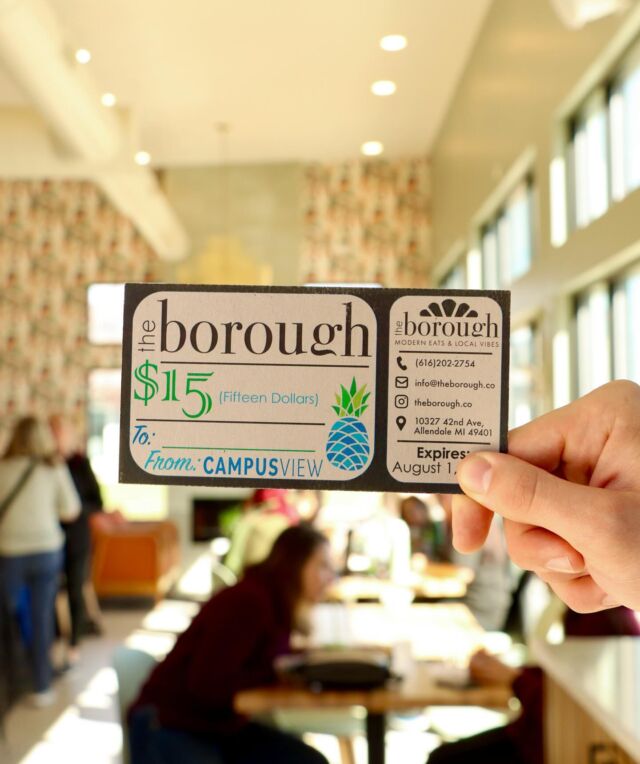 the borough
$15 (Fifteen Dollars)
To:
From: CAMPUSVIEW
the borough
MODERN EATS & LOCAL VIBES
(616)202-2754
info@theborough.co
theborough.co
10327 42nd Ave,
Allendale MI 49401
Expires:
August 1,